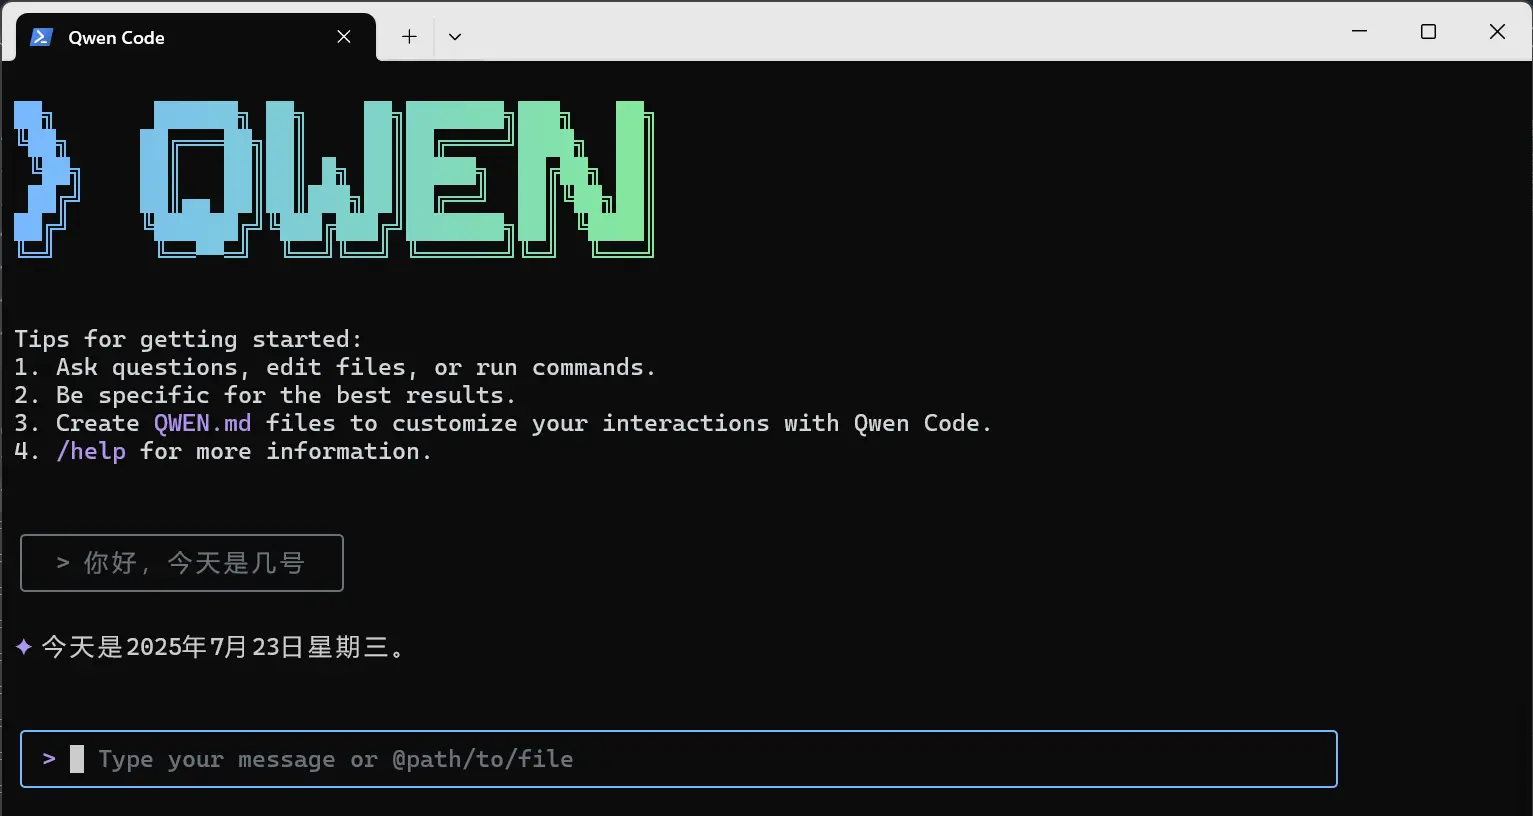 Qwen Code
QWEN
Tips for getting started:
1. Ask questions, edit files, or run commands.
2. Be specific for the best results.
3. Create QWEN.md files to customize your interactions with Qwen Code.
4. /help for more information.
> 你好，今天是几号
✦ 今天是2025年7月23日星期三。
> Type your message or @path/to/file